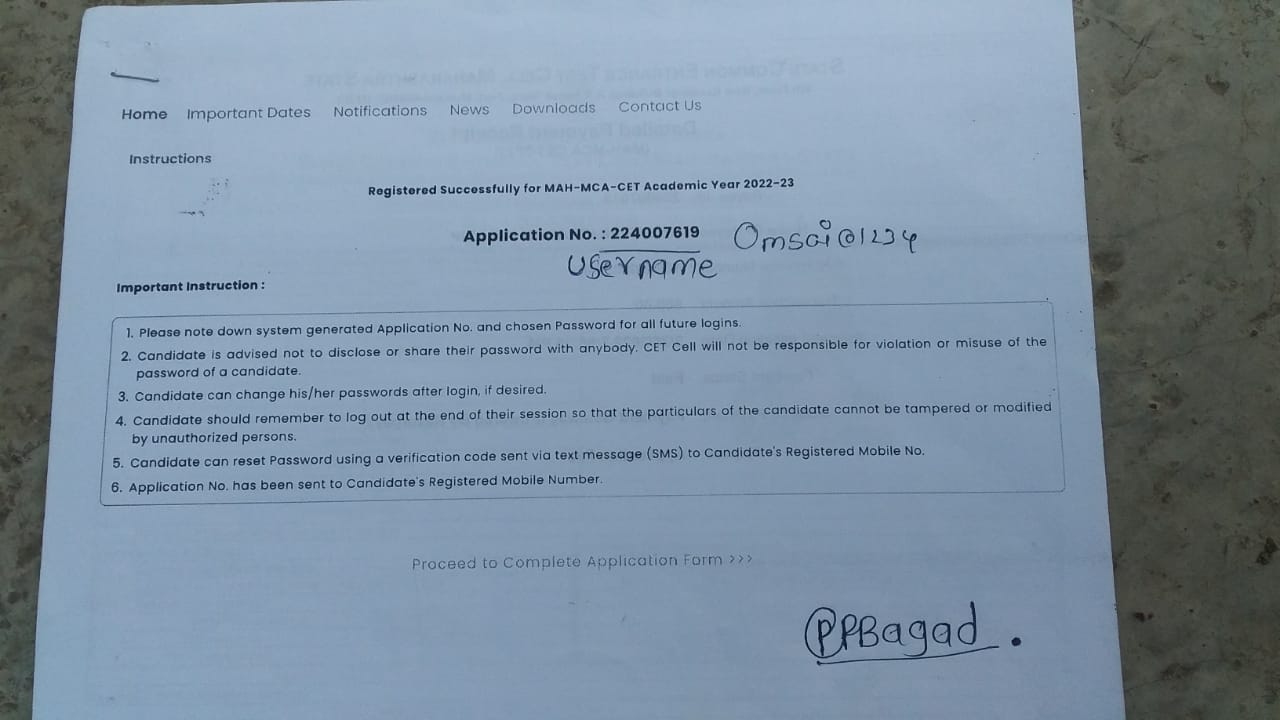 Home Important Dates Notifications News Downloads Contact Us
Instructions
Registered Successfully for MAH-MCA-CET Academic Year 2022-23
Application No. : 224007619 Omsai@1234
Username
Important Instruction :
1. Please note down system generated Application No. and chosen Password for all future logins.
2. Candidate is advised not to disclose or share their password with anybody. CET Cell will not be responsible for violation or misuse of the
password of a candidate.
3. Candidate can change his/her passwords after login, if desired.
4. Candidate should remember to log out at the end of their session so that the particulars of the candidate cannot be tampered or modified
by unauthorized persons.
5. Candidate can reset Password using a verification code sent via text message (SMS) to Candidate's Registered Mobile No.
6. Application No. has been sent to Candidate's Registered Mobile Number.
Proceed to Complete Application Form >>>
@PPBagad.